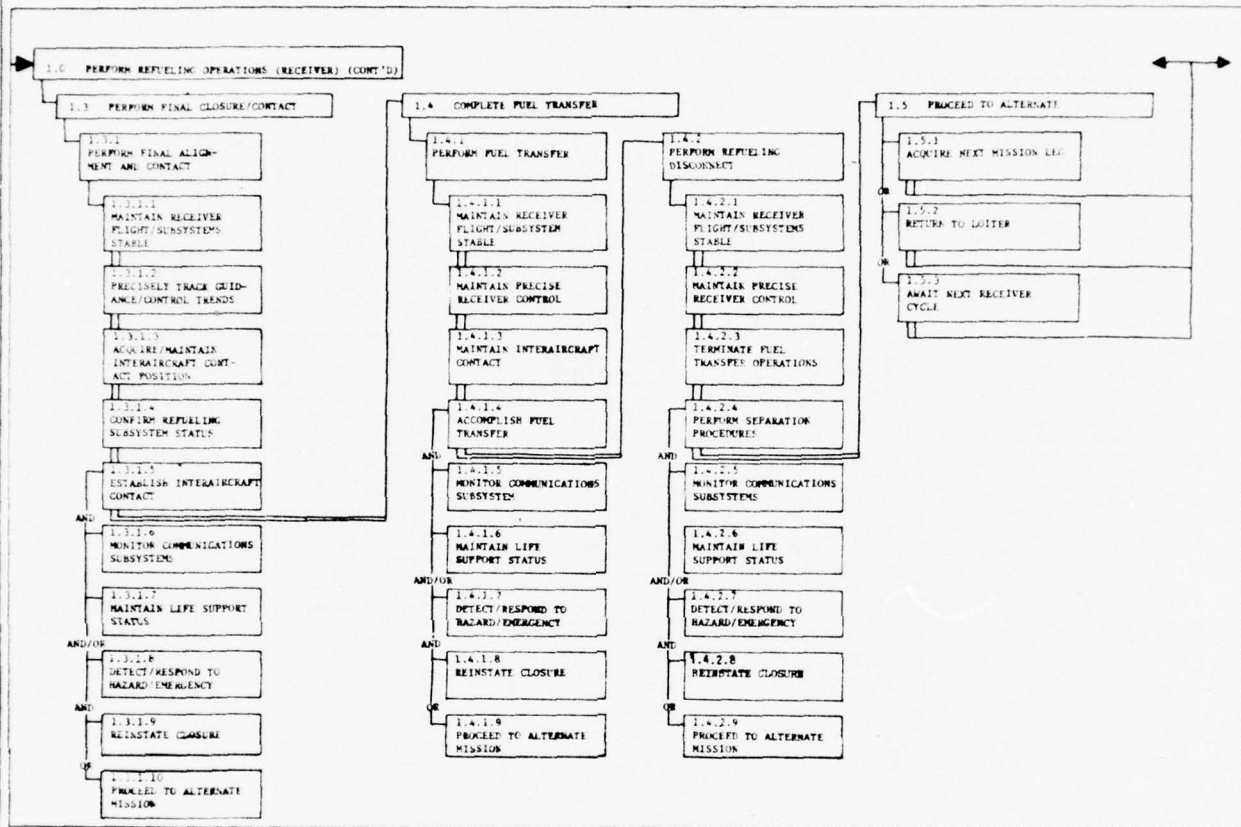 1.0 PERFORM REFUELING OPERATIONS (RECEIVER) (CONT'D)
1.3 PERFORM FINAL CLOSURE/CONTACT
1.3.1
PERFORM FINAL ALIGN-
MENT AND CONTACT
1.3.1.1
MAINTAIN RECEIVER
FLIGHT/SUBSYSTEMS
STABLE
1.3.1.2
PRECISELY TRACK GUID-
ANCE/CONTROL TRENDS
1.3.1.3
ACQUIRE/MAINTAIN
INTERAIRCRAFT CONT-
ACT POSITION
1.3.1.4
CONFIRM REFUELING
SUBSYSTEM STATUS
1.3.1.5
ESTABLISH INTERAIRCRAFT
CONTACT
AND
1.3.1.6
MONITOR COMMUNICATIONS
SUBSYSTEMS
1.3.1.7
MAINTAIN LIFE SUPPORT
STATUS
AND/OR
1.3.1.8
DETECT/RESPOND TO
HAZARD/EMERGENCY
AND
1.3.1.9
REINSTATE CLOSURE
OR
1.3.1.10
PROCEED TO ALTERNATE
MISSION
1.4 COMPLETE FUEL TRANSFER
1.4.1
PERFORM FUEL TRANSFER
1.4.1.1
MAINTAIN RECEIVER
FLIGHT/SUBSYSTEM
STABLE
1.4.1.2
MAINTAIN PRECISE
RECEIVER CONTROL
1.4.1.3
MAINTAIN INTERAIRCRAFT
CONTACT
1.4.1.4
ACCOMPLISH FUEL
TRANSFER
AND
1.4.1.5
MONITOR COMMUNICATIONS
SUBSYSTEM
1.4.1.6
MAINTAIN LIFE
SUPPORT STATUS
AND/OR
1.4.1.7
DETECT/RESPOND TO
HAZARD/EMERGENCY
AND
1.4.1.8
REINSTATE CLOSURE
OR
1.4.1.9
PROCEED TO ALTERNATE
MISSION
1.4.2
PERFORM REFUELING
DISCONNECT
1.4.2.1
MAINTAIN RECEIVER
FLIGHT/SUBSYSTEMS
STABLE
1.4.2.2
MAINTAIN PRECISE
RECEIVER CONTROL
1.4.2.3
TERMINATE FUEL
TRANSFER OPERATIONS
1.4.2.4
PERFORM SEPARATION
PROCEDURES
AND
1.4.2.5
MONITOR COMMUNICATIONS
SUBSYSTEMS
1.4.2.6
MAINTAIN LIFE
SUPPORT STATUS
AND/OR
1.4.2.7
DETECT/RESPOND TO
HAZARD/EMERGENCY
AND
1.4.2.8
REINSTATE CLOSURE
OR
1.4.2.9
PROCEED TO ALTERNATE
MISSION
1.5 PROCEED TO ALTERNATE
1.5.1
ACQUIRE NEXT MISSION LEG
OR
1.5.2
RETURN TO LOITER
OR
1.5.3
AWAIT NEXT RECEIVER
CYCLE